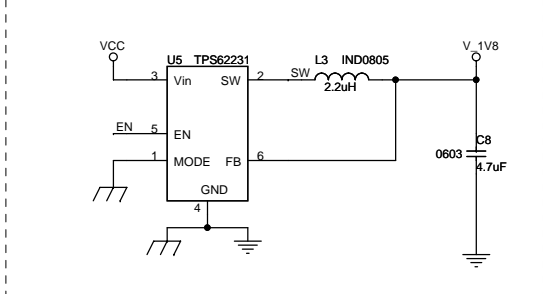 VCC
V_1V8
U5 TPS62231
L3 IND0805
3 Vin SW 2 SW
2.2uH
EN 5 EN
C8
0603
4.7uF
1 MODE FB 6
GND
4